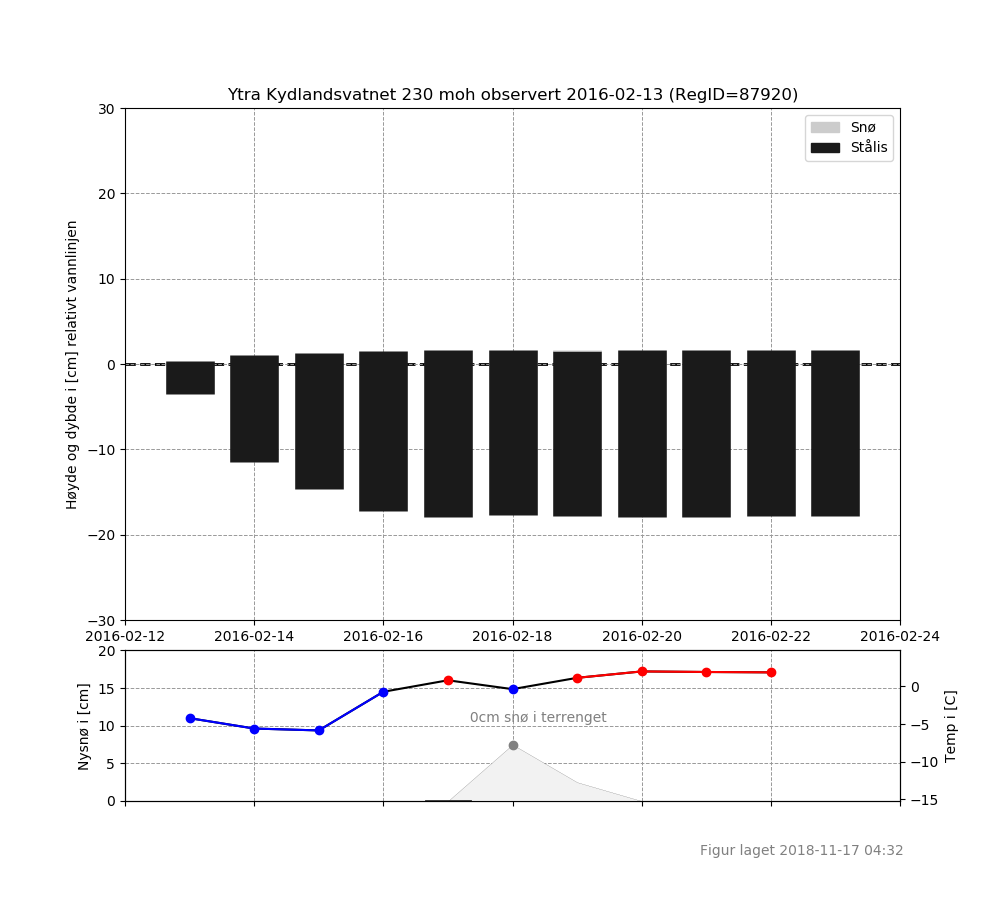 Ytra Kydlandsvatnet 230 moh observert 2016-02-13 (RegID=87920)
Snø
Stålis
Høyde og dybde i [cm] relativt vannlinjen
30
20
10
0
−10
−20
−30
2016-02-12 2016-02-14 2016-02-16 2016-02-18 2016-02-20 2016-02-22 2016-02-24
Nysnø i [cm]
20
15
10
5
0
0cm snø i terrenget
0
−5
−10
−15
Temp i [C]
Figur laget 2018-11-17 04:32